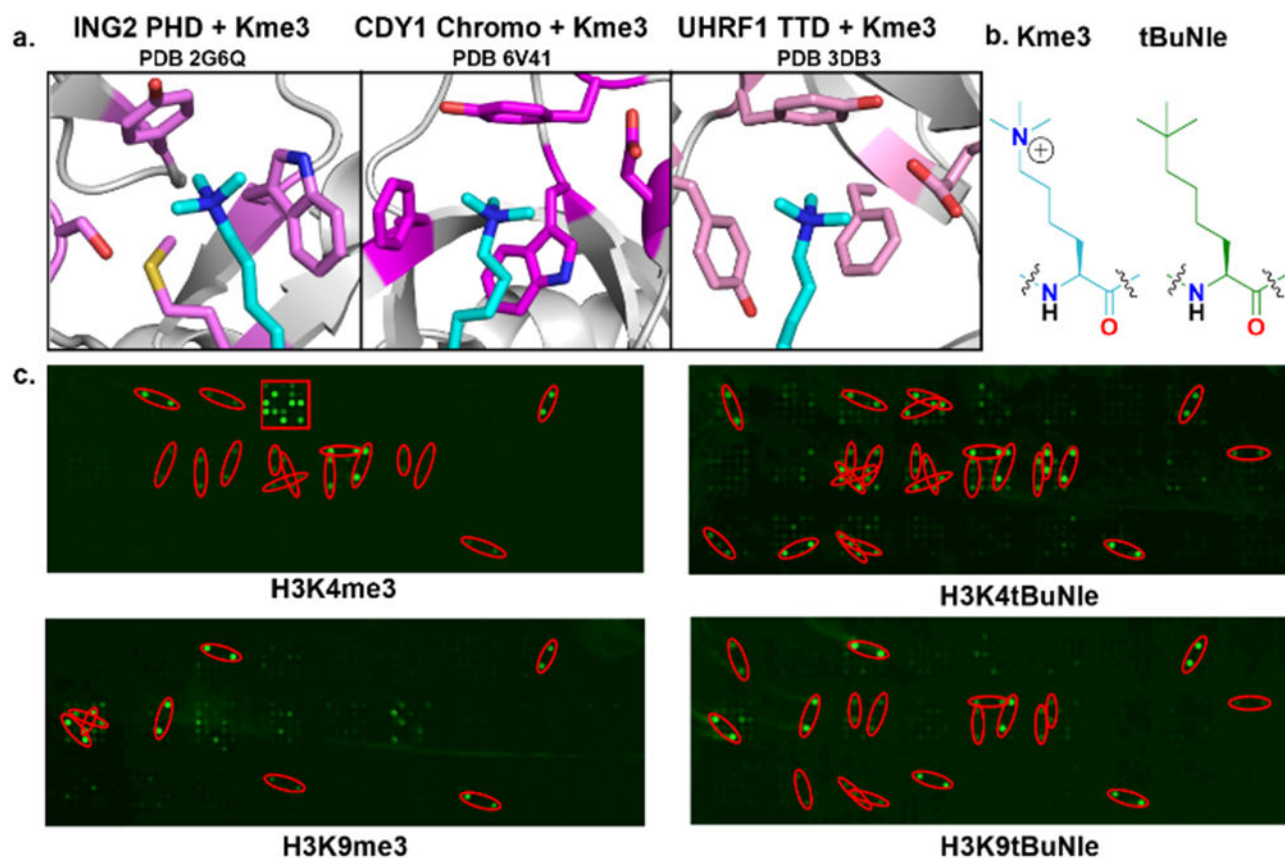 a.
ING2 PHD + Kme3
CDY1 Chromo + Kme3
UHRF1 TTD + Kme3
PDB 2G6Q
PDB 6V41
PDB 3DB3
b.
Kme3
tBuNle
N
+
N
H
O
N
H
O
c.
H3K4me3
H3K4tBuNle
H3K9me3
H3K9tBuNle